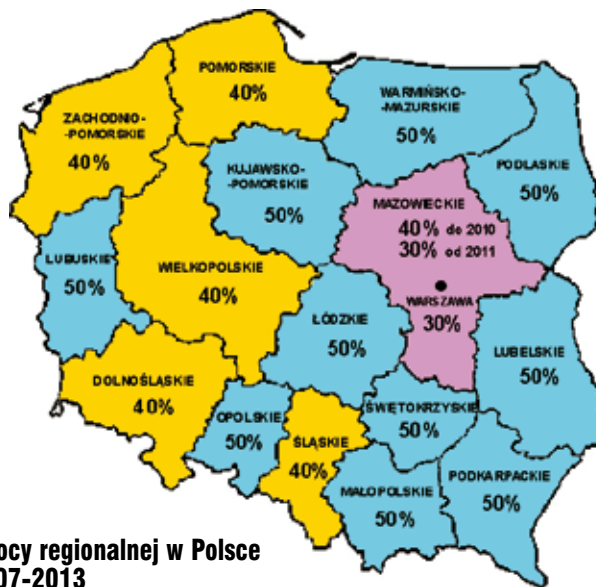 POMORSKIE
40%
ZACHODNIO-
-POMORSKIE
40%
WARMIŃSKO-
-MAZURSKIE
50%
PODLASKIE
50%
KUJAWSKO-
-POMORSKIE
50%
MAZOWIECKIE
40% do 2010
30% od 2011
WARSZAWA
30%
LUBUSKIE
50%
WIELKOPOLSKIE
40%
ŁÓDZKIE
50%
LUBELSKIE
50%
DOLNOŚLĄSKIE
40%
OPOLSKIE
50%
ŚLĄSKIE
40%
ŚWIĘTOKRZYSKIE
50%
MAŁOPOLSKIE
50%
PODKARPACKIE
50%
ocy regionalnej w Polsce
07-2013